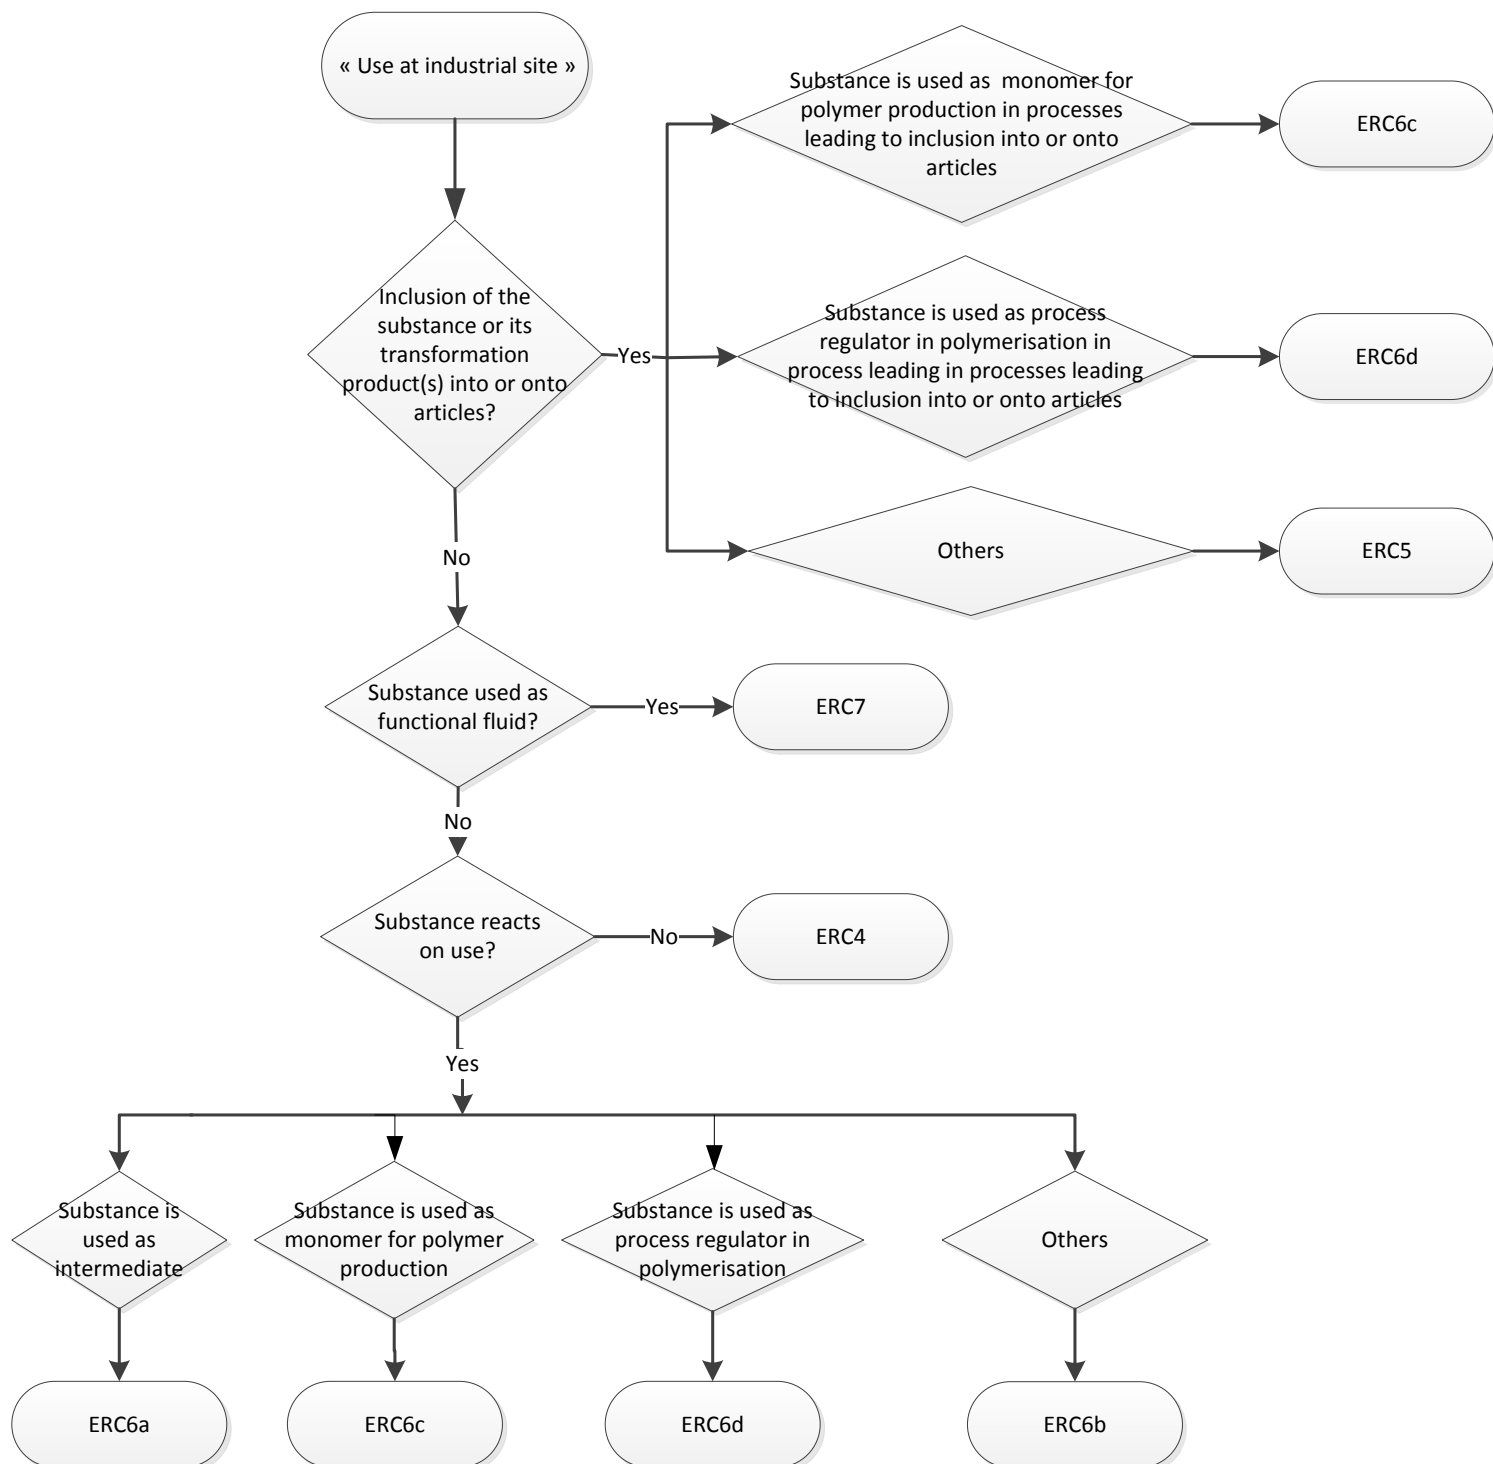 « Use at industrial site »
Substance is used as  monomer for
polymer production in processes
leading to inclusion into or onto
articles
ERC6c
Inclusion of the
substance or its
transformation
product(s) into or onto
articles?
Yes
Substance is used as process
regulator in polymerisation in
process leading in processes leading
to inclusion into or onto articles
ERC6d
Others
ERC5
No
Substance used as
functional fluid?
Yes
ERC7
No
Substance reacts
on use?
No
ERC4
Yes
Substance is
used as
intermediate
Substance is used as
monomer for polymer
production
Substance is used as
process regulator in
polymerisation
Others
ERC6a
ERC6c
ERC6d
ERC6b